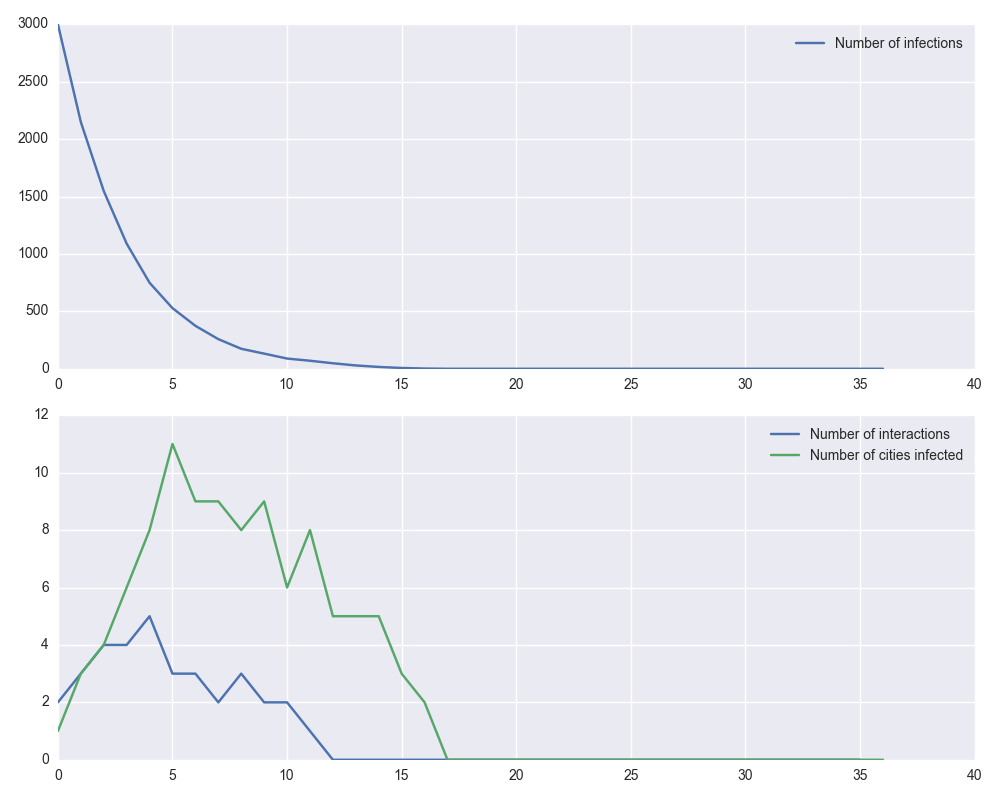 3000
Number of infections
2500
2000
1500
1000
500
0
0 5 10 15 20 25 30 35 40
12
Number of interactions
Number of cities infected
10
8
6
4
2
0
0 5 10 15 20 25 30 35 40